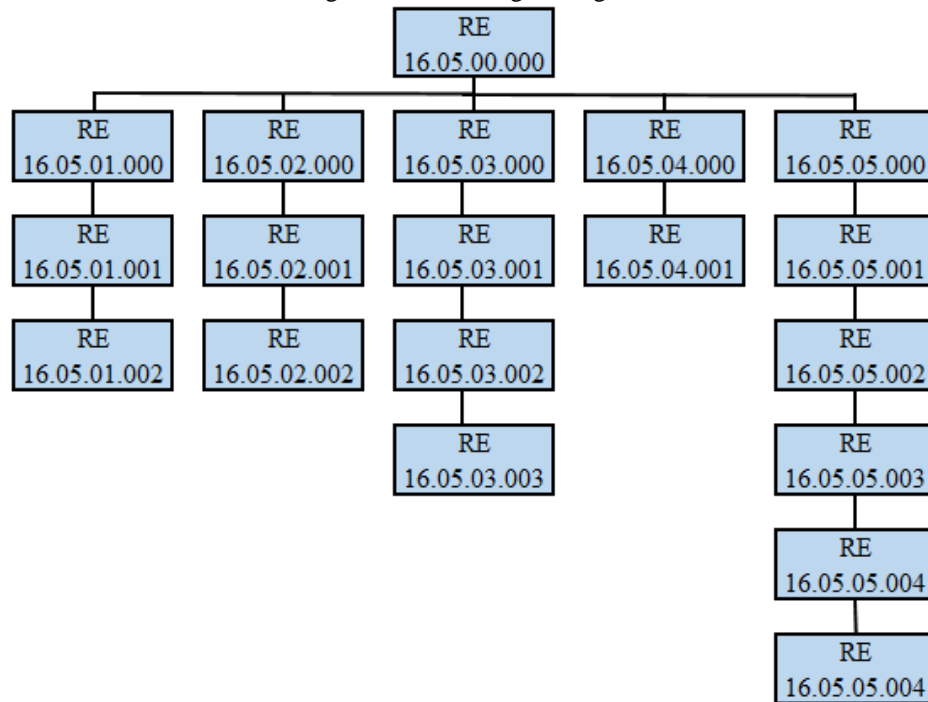 RE
16.05.00.000
RE
16.05.01.000
RE
16.05.02.000
RE
16.05.03.000
RE
16.05.04.000
RE
16.05.05.000
RE
16.05.01.001
RE
16.05.02.001
RE
16.05.03.001
RE
16.05.04.001
RE
16.05.05.001
RE
16.05.01.002
RE
16.05.02.002
RE
16.05.03.002
RE
16.05.05.002
RE
16.05.03.003
RE
16.05.05.003
RE
16.05.05.004
RE
16.05.05.004